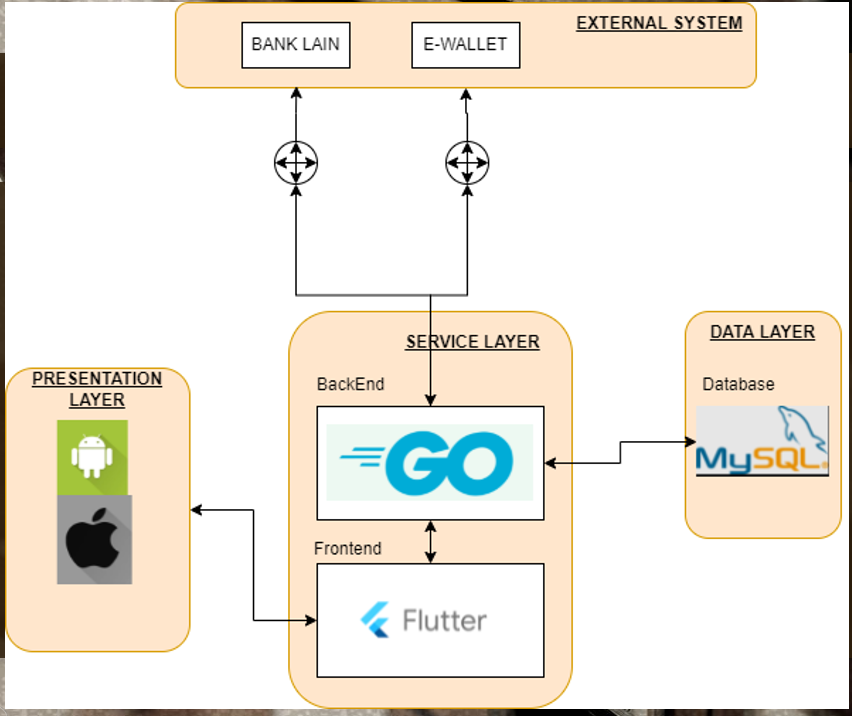 EXTERNAL SYSTEM
BANK LAIN
E-WALLET
SERVICE LAYER
BackEnd
GO
Frontend
Flutter
DATA LAYER
Database
MySQL
PRESENTATION
LAYER